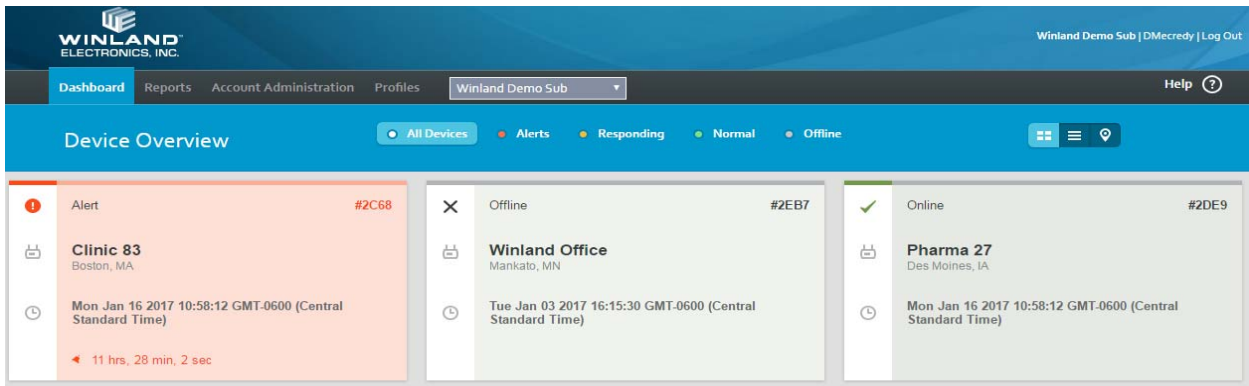 WINLAND
ELECTRONICS, INC.
Winland Demo Sub | DMecredy | Log Out
Dashboard Reports Account Administration Profiles Winland Demo Sub Help ?
Device Overview All Devices Alerts Responding Normal Offline
Alert #2C68
Clinic 83
Boston, MA
Mon Jan 16 2017 10:58:12 GMT-0600 (Central
Standard Time)
11 hrs, 28 min, 2 sec
Offline #2EB7
Winland Office
Mankato, MN
Tue Jan 03 2017 16:15:30 GMT-0600 (Central
Standard Time)
Online #2DE9
Pharma 27
Des Moines, IA
Mon Jan 16 2017 10:58:12 GMT-0600 (Central
Standard Time)